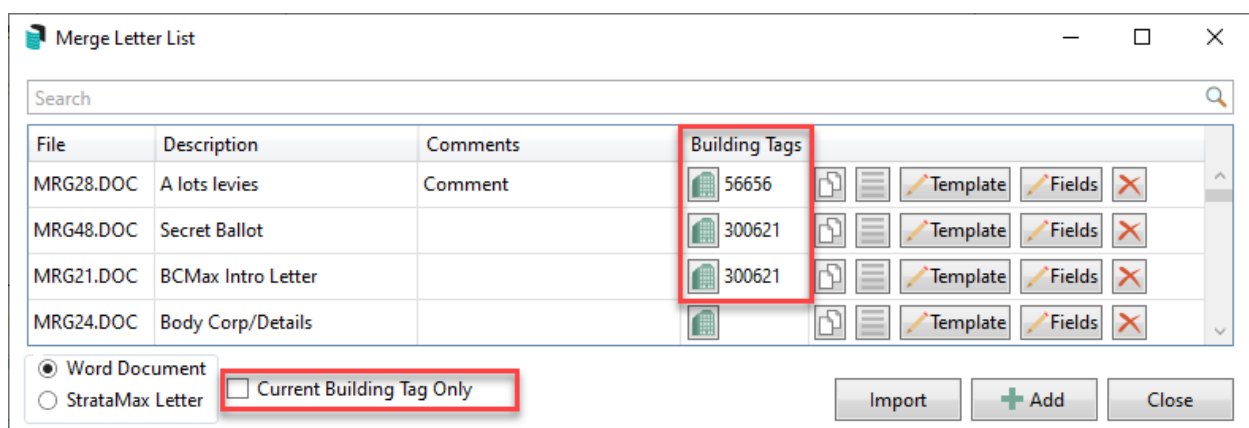 Merge Letter List
Search
File Description Comments Building Tags
MRG28.DOC A lots levies Comment 56656 Template Fields
MRG48.DOC Secret Ballot 300621 Template Fields
MRG21.DOC BCMax Intro Letter 300621 Template Fields
MRG24.DOC Body Corp/Details Template Fields
Word Document
Current Building Tag Only
StrataMax Letter
Import Add Close